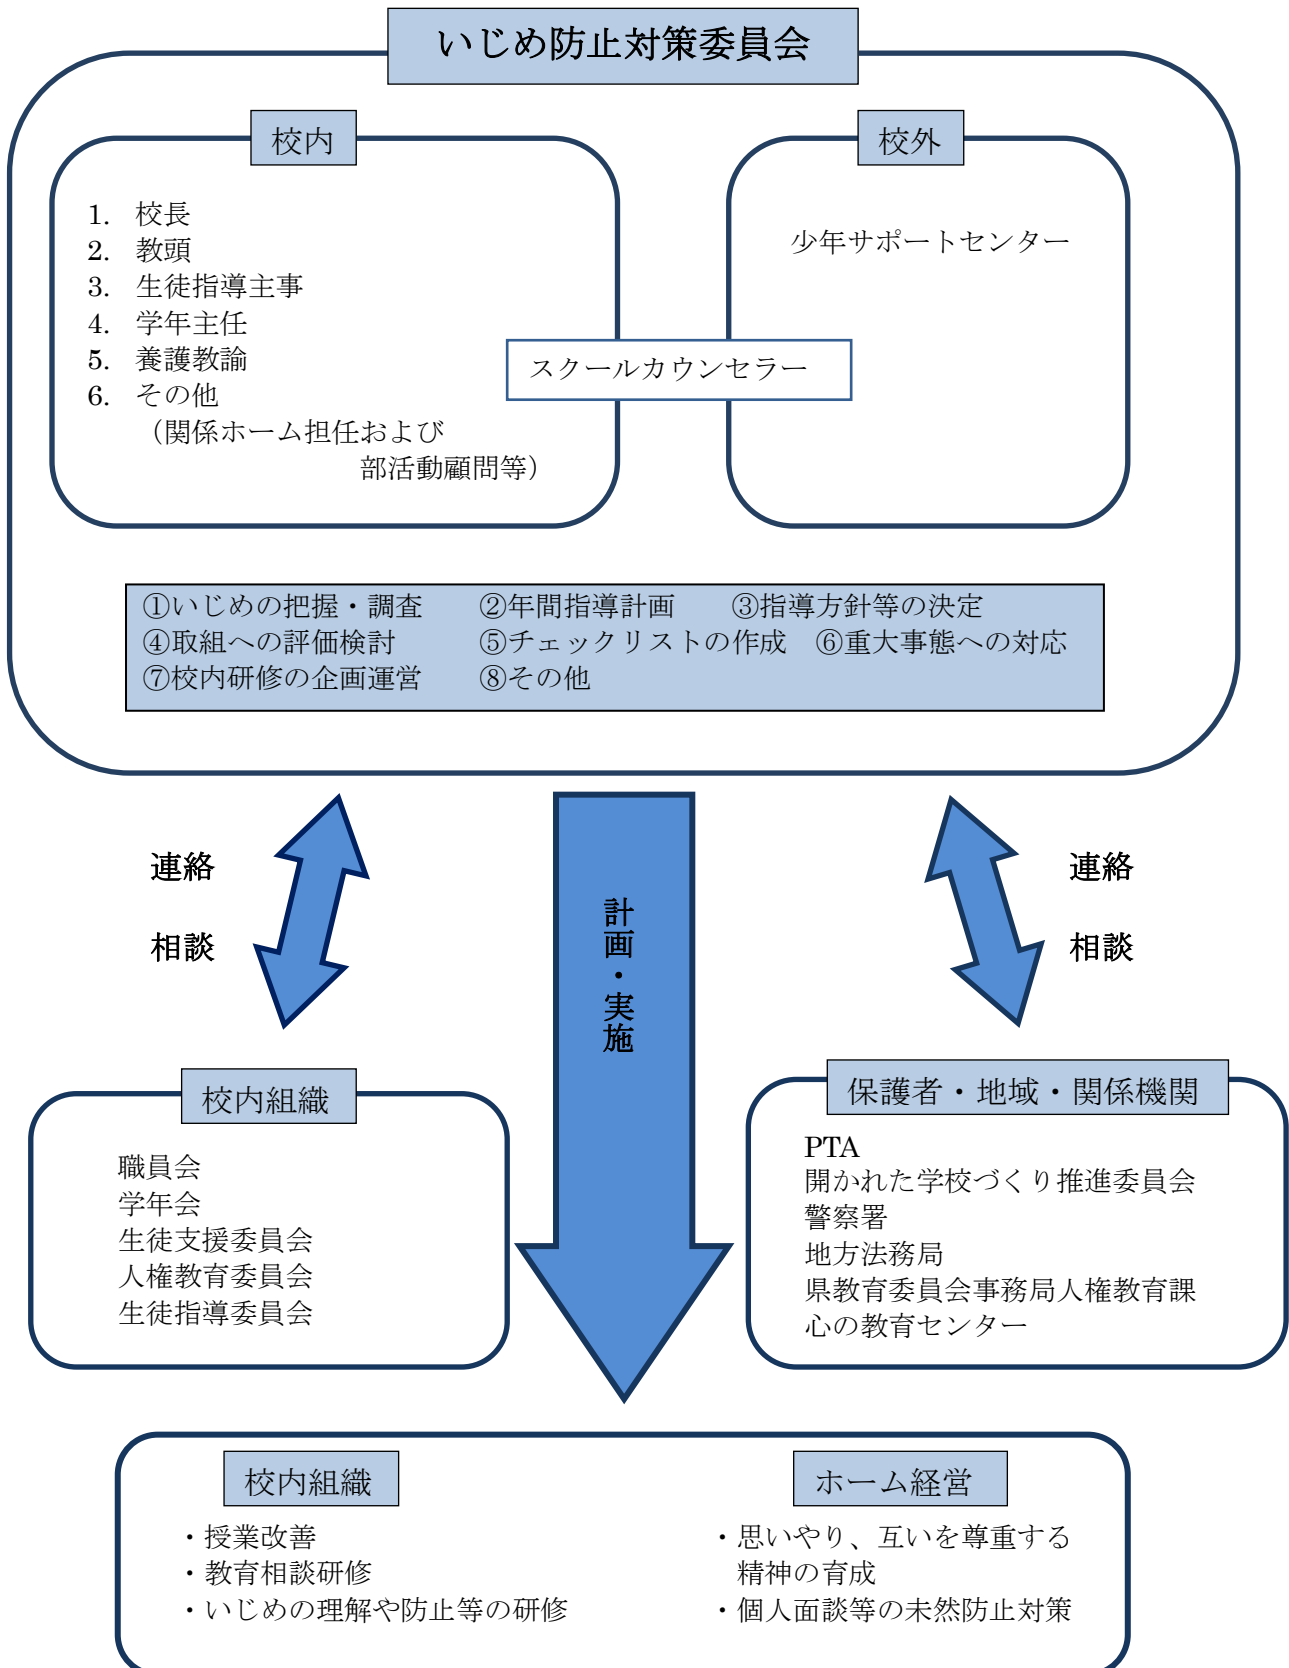 いじめ防止対策委員会
校内
1. 校長
2. 教頭
3. 生徒指導主事
4. 学年主任
5. 養護教諭
6. その他
（関係ホーム担任および
部活動顧問等）
校外
少年サポートセンター
スクールカウンセラー
①いじめの把握・調査 ②年間指導計画 ③指導方針等の決定
④取組への評価検討 ⑤チェックリストの作成 ⑥重大事態への対応
⑦校内研修の企画運営 ⑧その他
連絡
相談
計画・実施
連絡
相談
校内組織
職員会
学年会
生徒支援委員会
人権教育委員会
生徒指導委員会
保護者・地域・関係機関
PTA
開かれた学校づくり推進委員会
警察署
地方法務局
県教育委員会事務局人権教育課
心の教育センター
校内組織
・授業改善
・教育相談研修
・いじめの理解や防止等の研修
ホーム経営
・思いやり、互いを尊重する
精神の育成
・個人面談等の未然防止対策